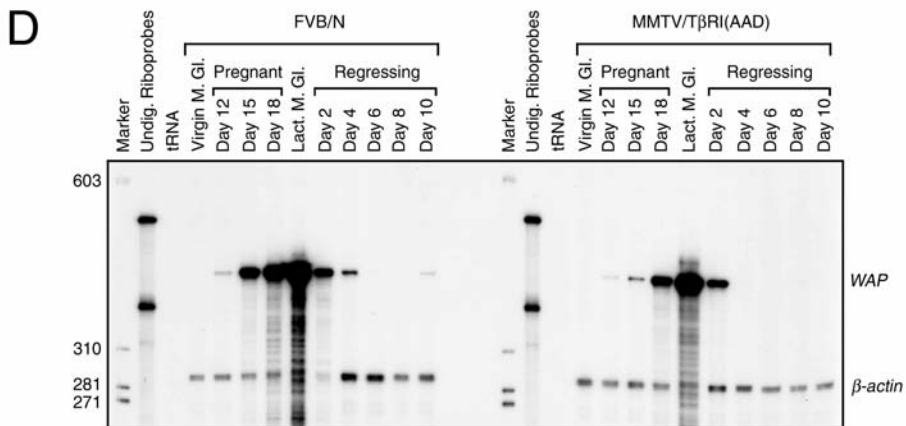 D
FVB/N
MMTV/TβRI(AAD)
Marker
Undig. Riboprobes
tRNA
Virgin M. Gl.
Pregnant
Day 12
Day 15
Day 18
Lact. M. Gl.
Regressing
Day 2
Day 4
Day 6
Day 8
Day 10
Marker
Undig. Riboprobes
tRNA
Virgin M. Gl.
Pregnant
Day 12
Day 15
Day 18
Lact. M. Gl.
Regressing
Day 2
Day 4
Day 6
Day 8
Day 10
603
310
281
271
WAP
β-actin